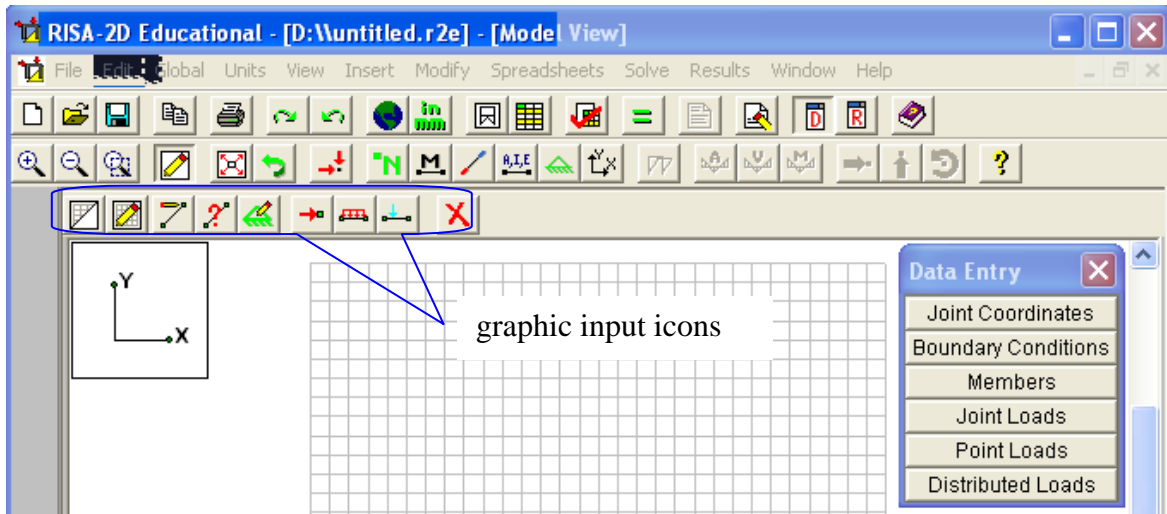 RISA-2D Educational - [D:\\untitled.r2e] - [Model View]
File Edit Global Units View Insert Modify Spreadsheets Solve Results Window Help
in
mm
D R
N M A,I,E Y X ?
?
Y
X
graphic input icons
Data Entry
Joint Coordinates
Boundary Conditions
Members
Joint Loads
Point Loads
Distributed Loads